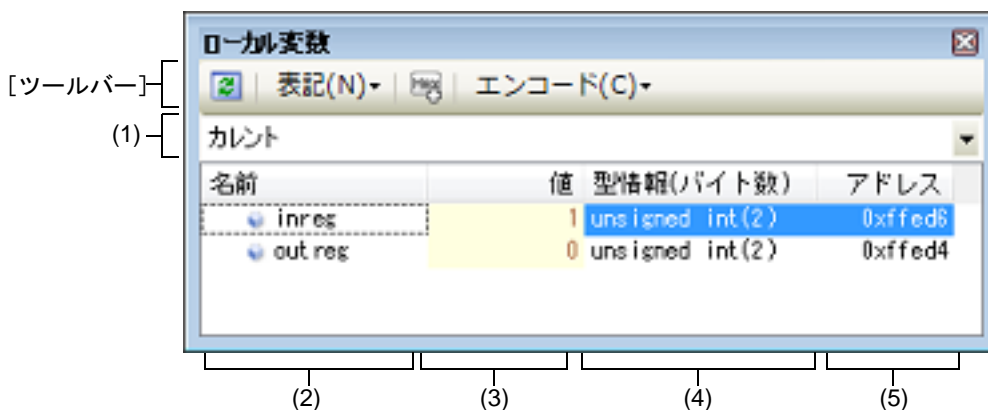 ローカル変数
[ツールバー]
表記(N) Hex エンコード(C)
(1)
カレント
名前 値 型情報(バイト数) アドレス
inreg 1 unsigned int(2) 0xffed6
outreg 0 unsigned int(2) 0xffed4
(2) (3) (4) (5)